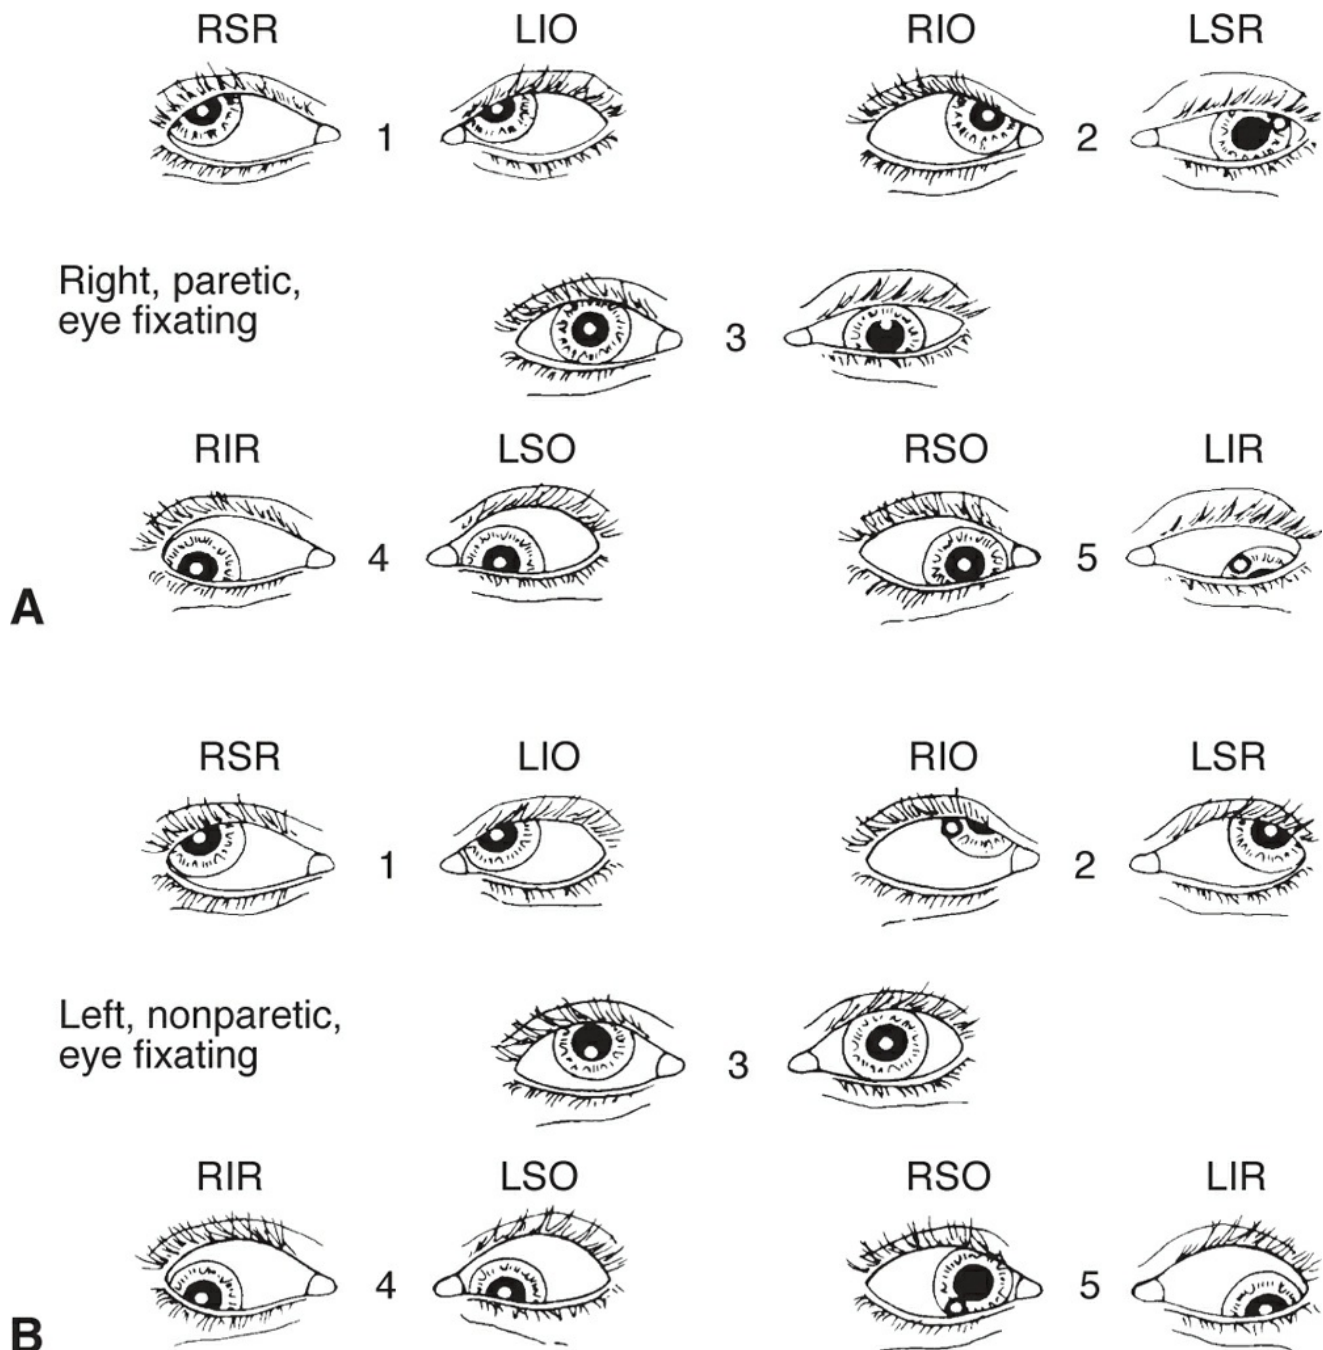 RSR LIO RIO LSR
1 2
Right, paretic,
eye fixating
3
RIR LSO RSO LIR
4 5
A
RSR LIO RIO LSR
1 2
Left, nonparetic,
eye fixating
3
RIR LSO RSO LIR
4 5
B